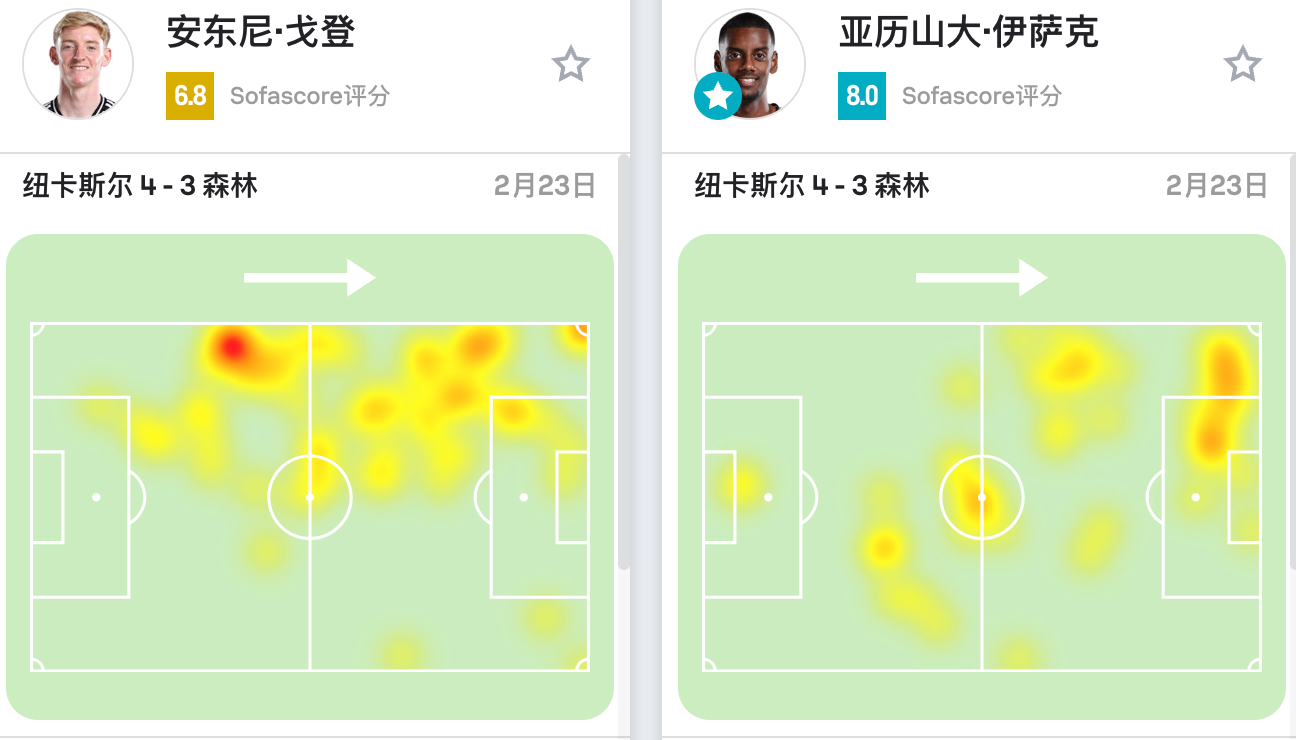 安东尼·戈登
6.8 Sofascore评分
纽卡斯尔 4 - 3 森林 2月23日
亚历山大·伊萨克
8.0 Sofascore评分
纽卡斯尔 4 - 3 森林 2月23日